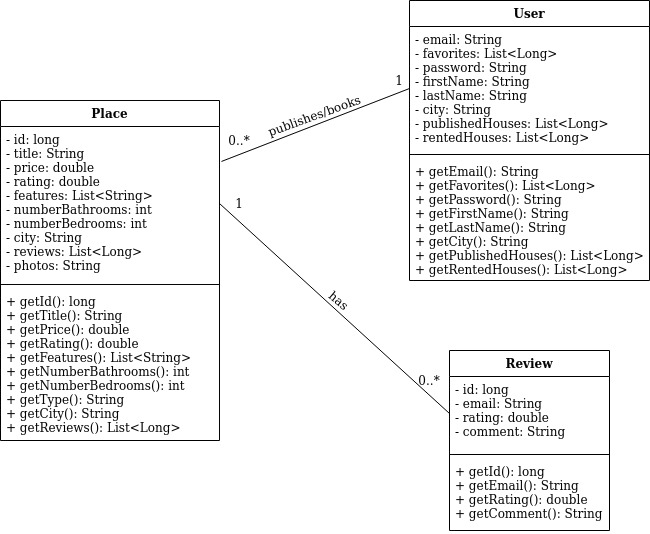 User
- email: String
- favorites: List<Long>
- password: String
- firstName: String
- lastName: String
- city: String
- publishedHouses: List<Long>
- rentedHouses: List<Long>
+ getEmail(): String
+ getFavorites(): List<Long>
+ getPassword(): String
+ getFirstName(): String
+ getLastName(): String
+ getCity(): String
+ getPublishedHouses(): List<Long>
+ getRentedHouses(): List<Long>
1
publishes/books
0..*
Place
- id: long
- title: String
- price: double
- rating: double
- features: List<String>
- numberBathrooms: int
- numberBedrooms: int
- city: String
- reviews: List<Long>
- photos: String
+ getId(): long
+ getTitle(): String
+ getPrice(): double
+ getRating(): double
+ getFeatures(): List<String>
+ getNumberBathrooms(): int
+ getNumberBedrooms(): int
+ getType(): String
+ getCity(): String
+ getReviews(): List<Long>
1
has
0..*
Review
- id: long
- email: String
- rating: double
- comment: String
+ getId(): long
+ getEmail(): String
+ getRating(): double
+ getComment(): String